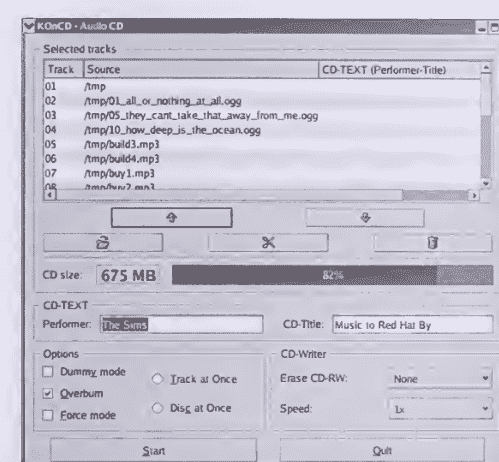 KOnCD - Audio CD
Selected tracks
Track Source CD-TEXT (Performer-Title)
01 /tmp
02 /tmp/01_all_or_nothing_at_all.ogg
03 /tmp/05_they_cant_take_that_away_from_me.ogg
04 /tmp/10_how_deep_is_the_ocean.ogg
05 /tmp/build3.mp3
06 /tmp/build4.mp3
07 /tmp/buy1.mp3
08 /tmp/buy2.mp3
CD size: 675 MB 82%
CD-TEXT
Performer: The Sims CD-Title: Music to Red Hat By
Options CD-Writer
Dummy mode Track at Once Erase CD-RW: None
Overburn
Force mode Disc at Once Speed: 1x
Start Quit